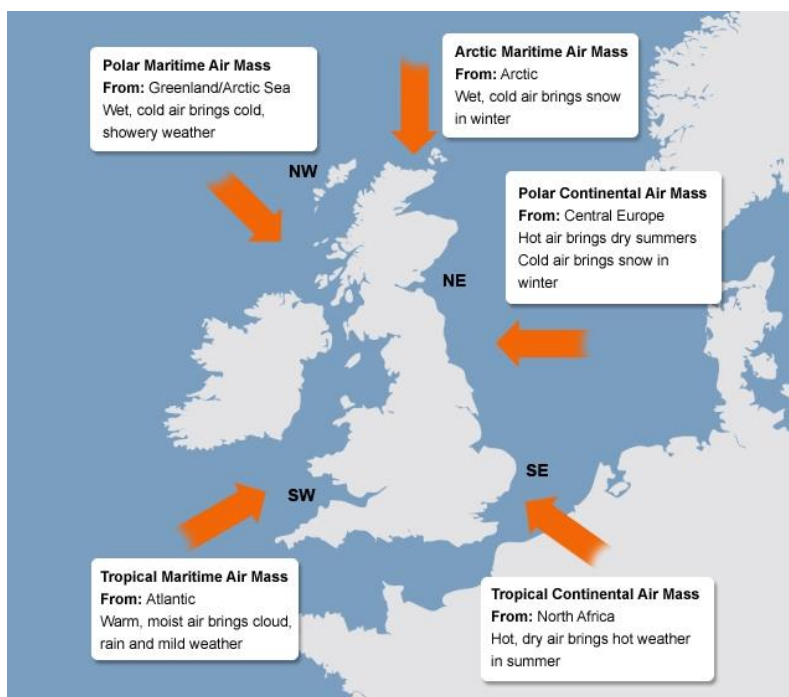 Polar Maritime Air Mass
From: Greenland/Arctic Sea
Wet, cold air brings cold,
showery weather
Arctic Maritime Air Mass
From: Arctic
Wet, cold air brings snow
in winter
NW
Polar Continental Air Mass
From: Central Europe
Hot air brings dry summers
Cold air brings snow in
winter
NE
SE
SW
Tropical Maritime Air Mass
From: Atlantic
Warm, moist air brings cloud,
rain and mild weather
Tropical Continental Air Mass
From: North Africa
Hot, dry air brings hot weather
in summer